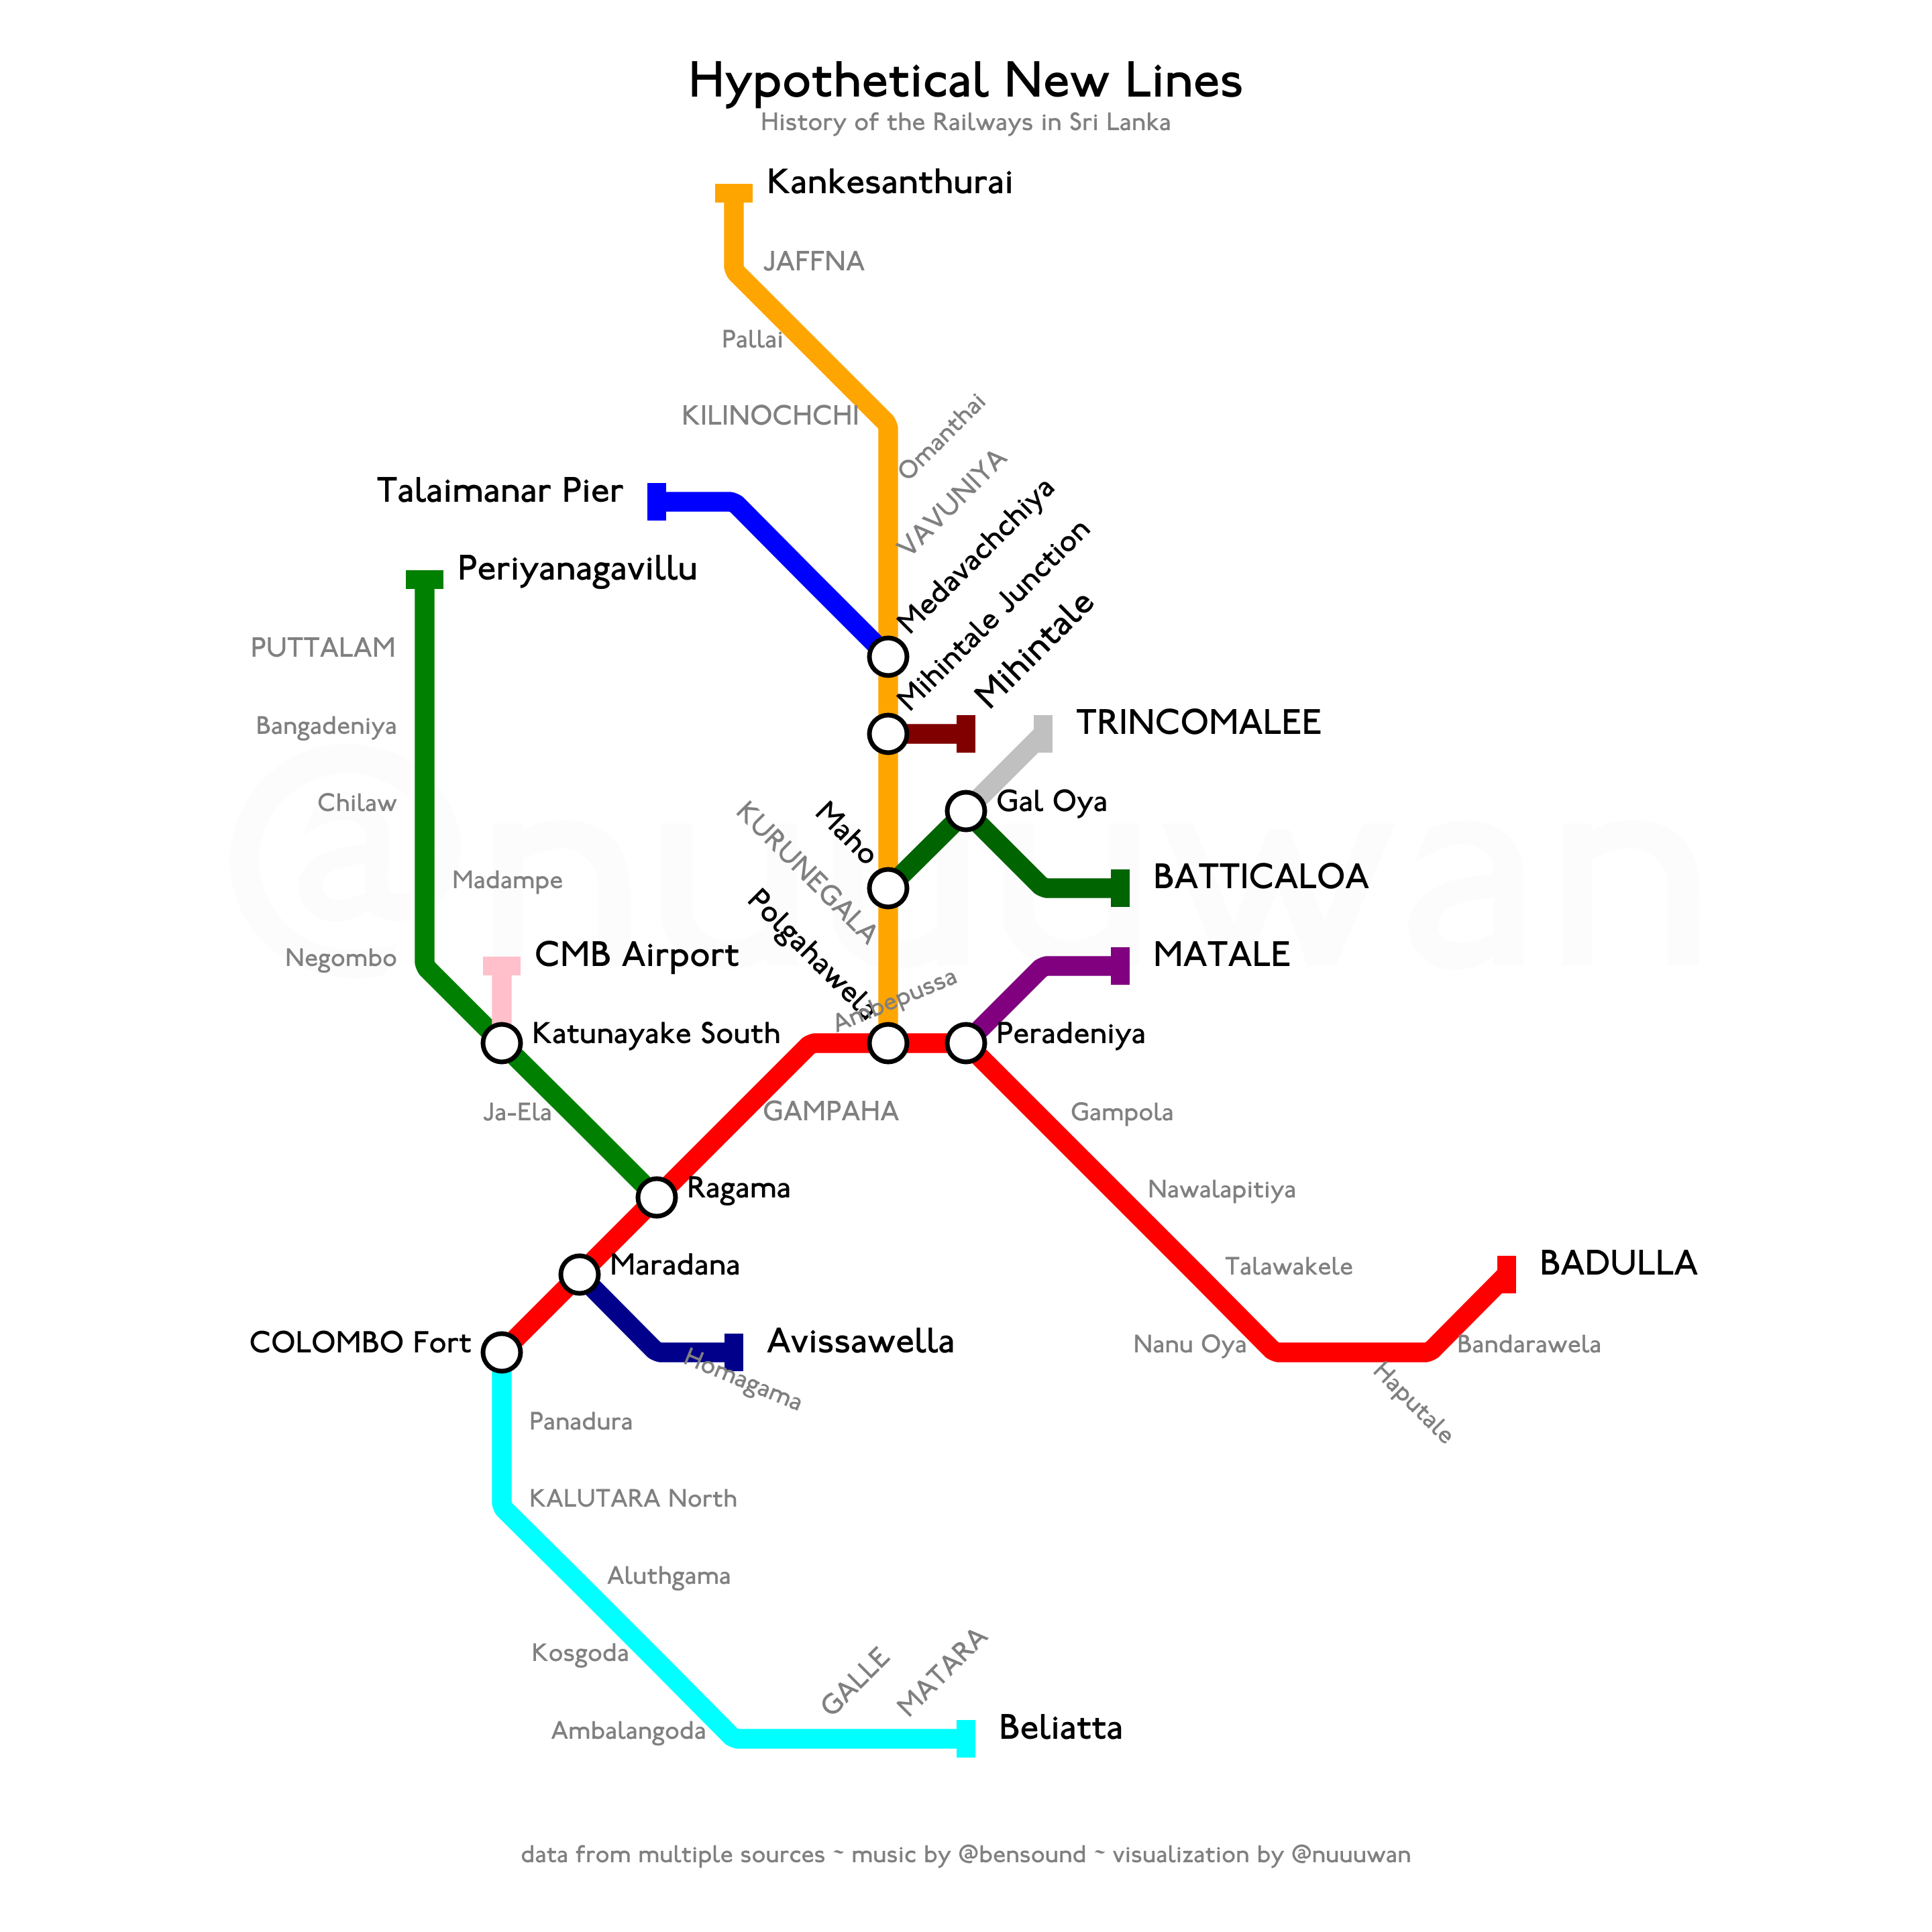 Hypothetical New Lines
History of the Railways in Sri Lanka
Kankesanthurai
JAFFNA
Pallai
KILINOCHCHI
Omanthai
VAVUNIYA
Talaimanar Pier
Medavachchiya
Periyanagavillu
Mihintale Junction
Mihintale
PUTTALAM
TRINCOMALEE
Bangadeniya
Chilaw
Gal Oya
Maho
KURUNEGALA
Madampe
BATTICALOA
Polgahawela
Negombo
CMB Airport
MATALE
Ambepussa
Katunayake South
Peradeniya
Ja-Ela
GAMPAHA
Gampola
Ragama
Nawalapitiya
Maradana
Talawakele
BADULLA
COLOMBO Fort
Avissawella
Homagama
Nanu Oya
Bandarawela
Haputale
Panadura
KALUTARA North
Aluthgama
Kosgoda
GALLE
MATARA
Ambalangoda
Beliatta
@nuuuwan
data from multiple sources ~ music by @bensound ~ visualization by @nuuuwan